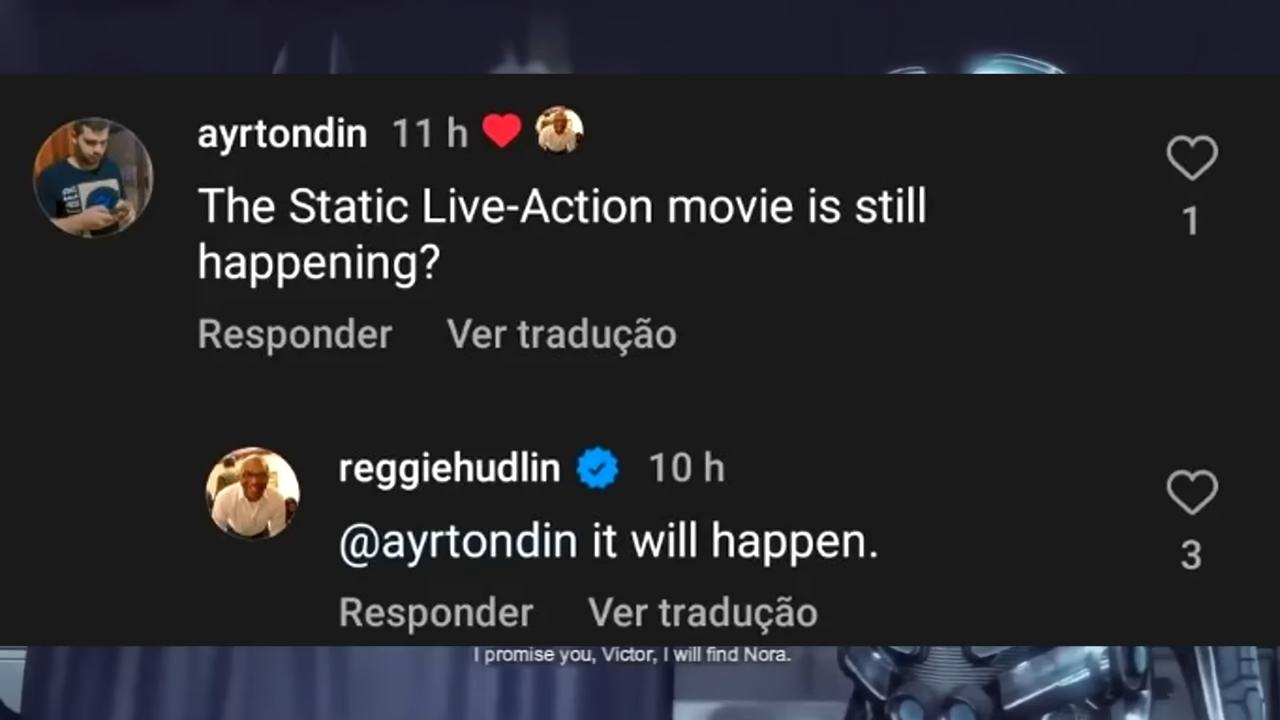 ayrtondin 11 h
The Static Live-Action movie is still
happening?
1
Responder Ver tradução
reggiehudlin 10 h
@ayrtondin it will happen.
3
Responder Ver tradução
I promise you, Victor, I will find Nora.